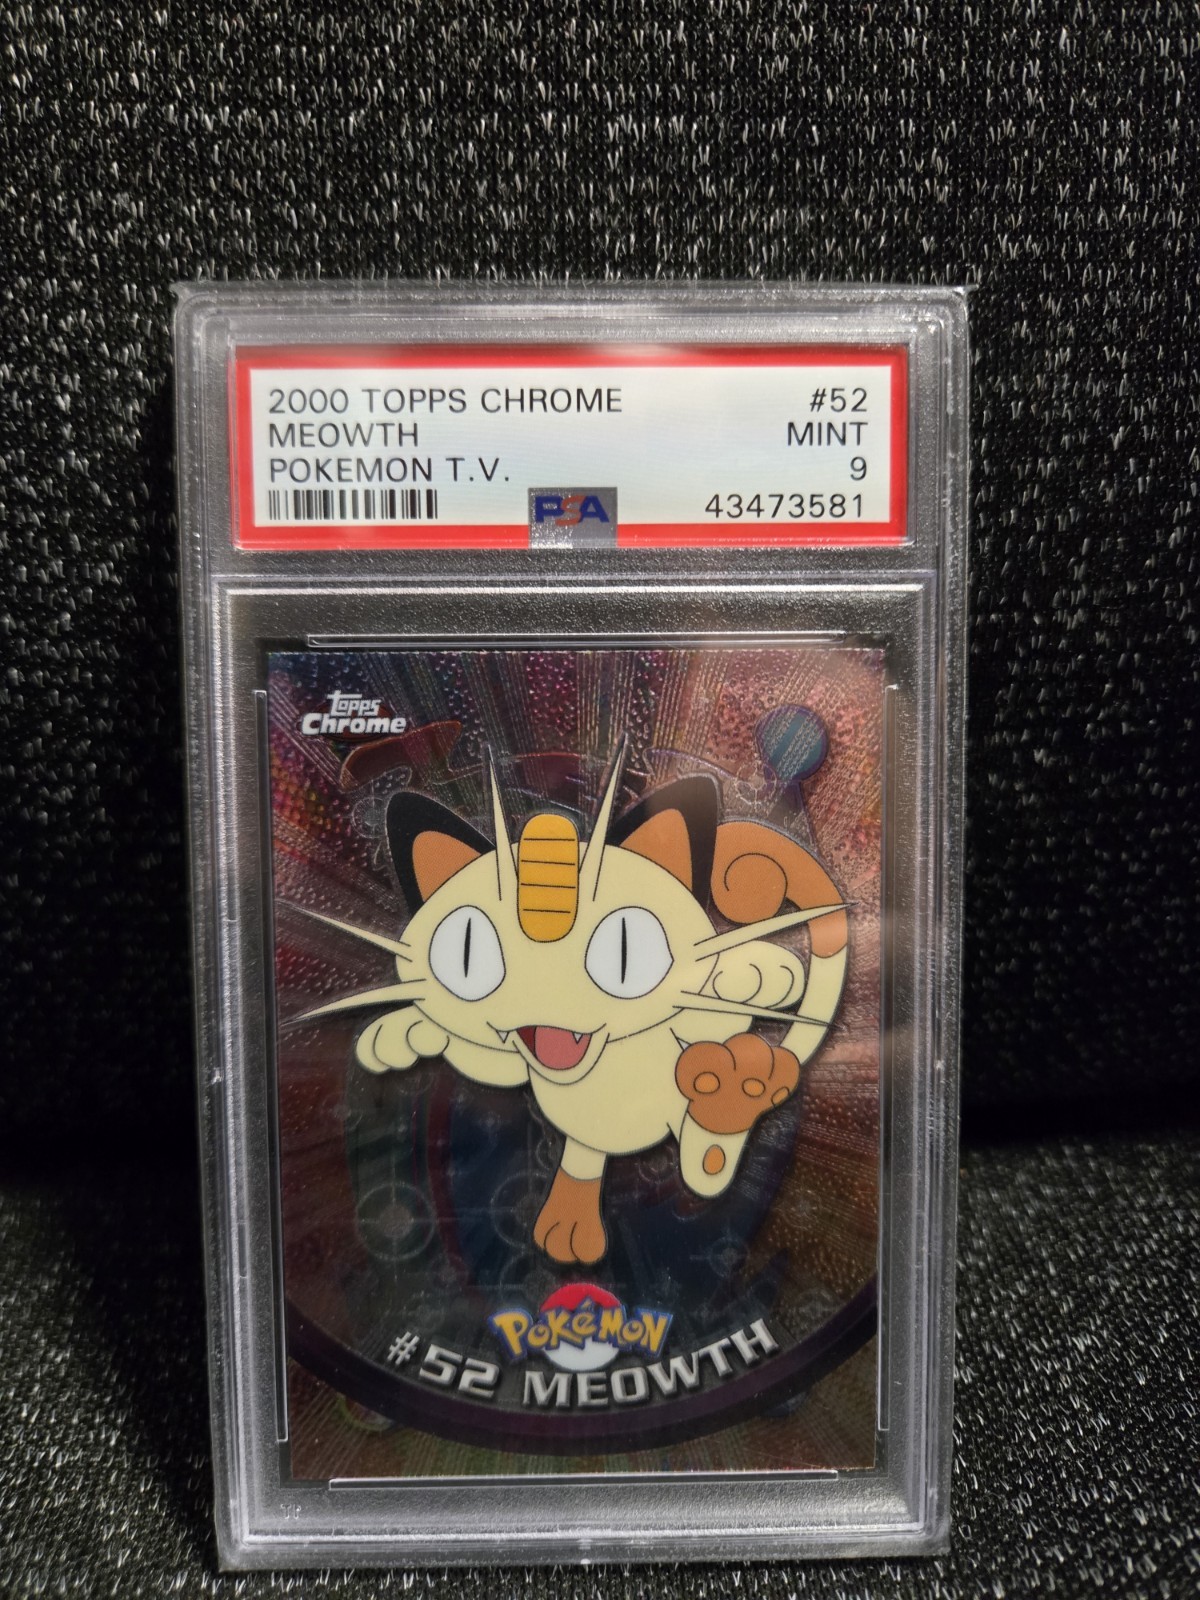 2000 TOPPS CHROME #52
MEOWTH MINT
POKEMON T.V. 9
PSA 43473581
Topps
Chrome
POKéMON
#52 MEOWTH